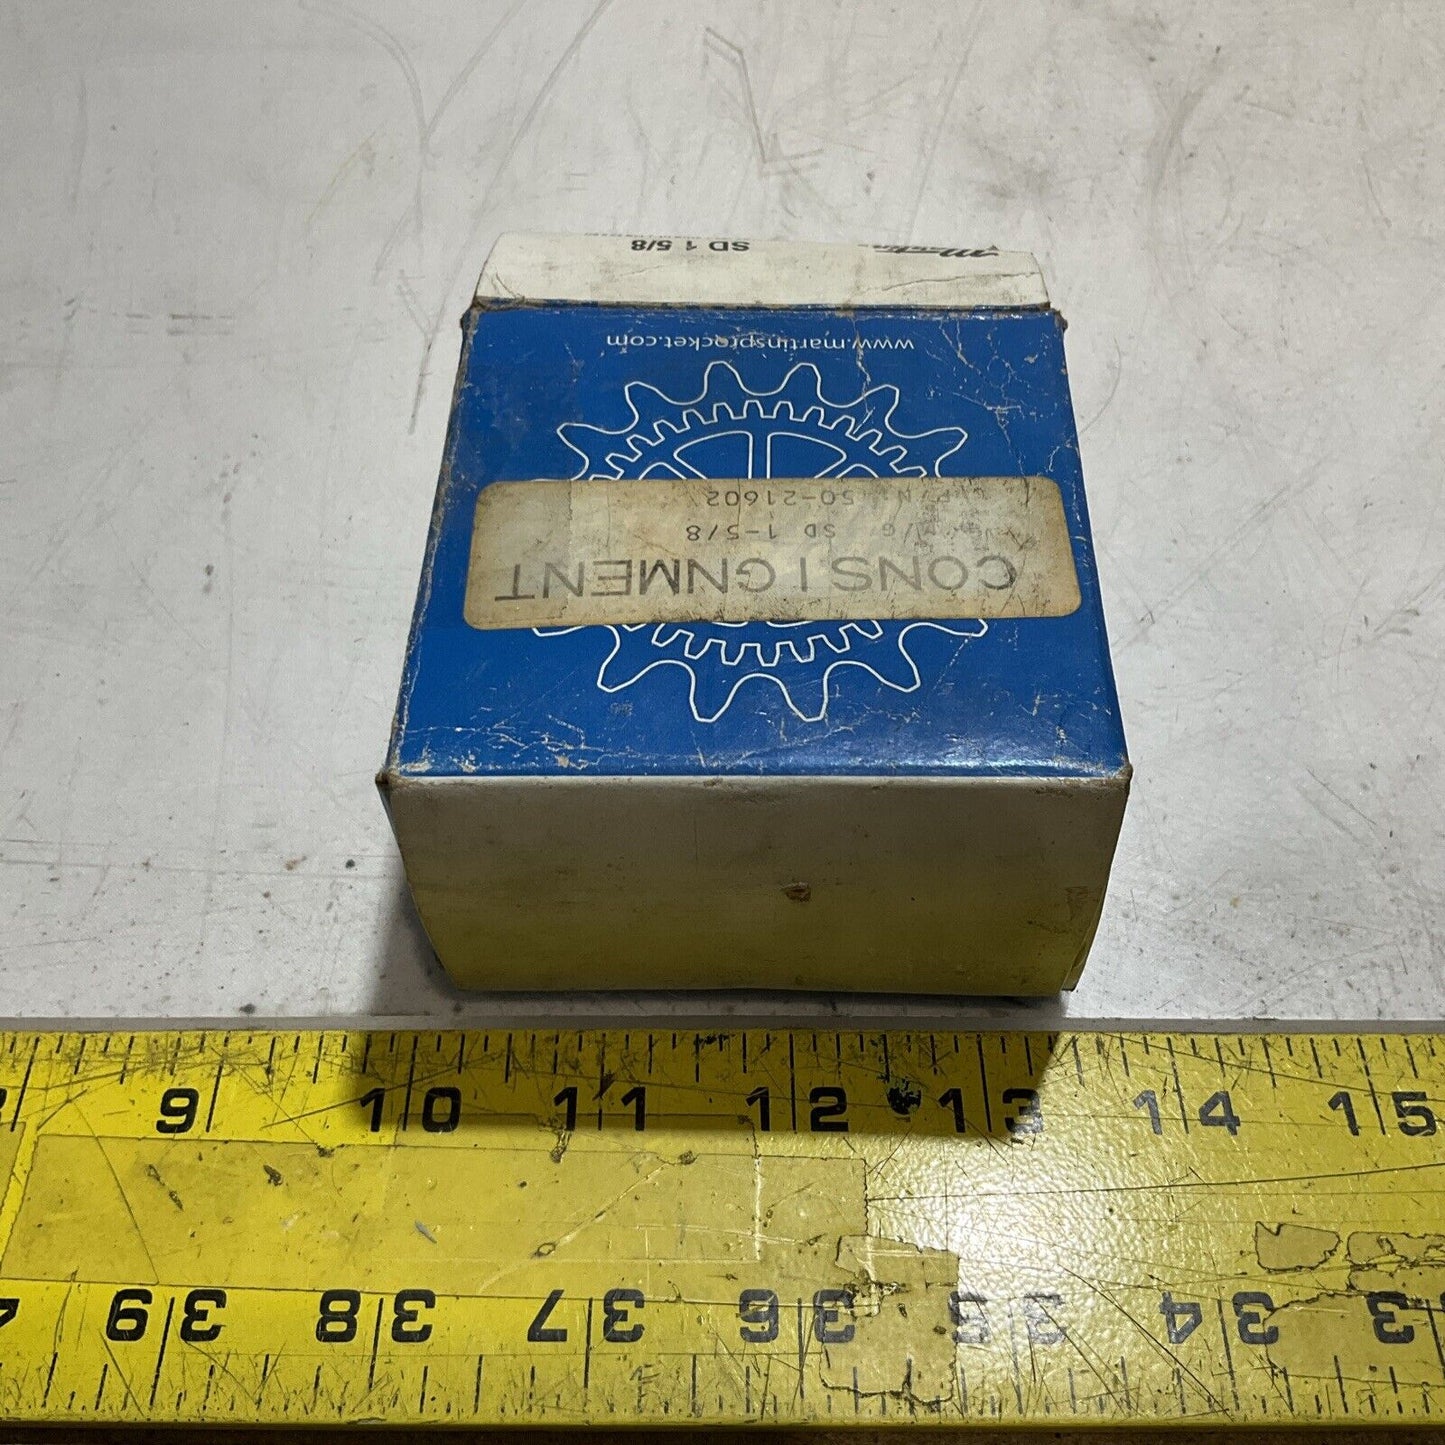 Martin
SD 1 5/8
www.martinsprocket.com
CONSIGNMENT
SD 1-5/8
50-21602
9 10 11 12 13 14 15
39 38 37 36 35 34